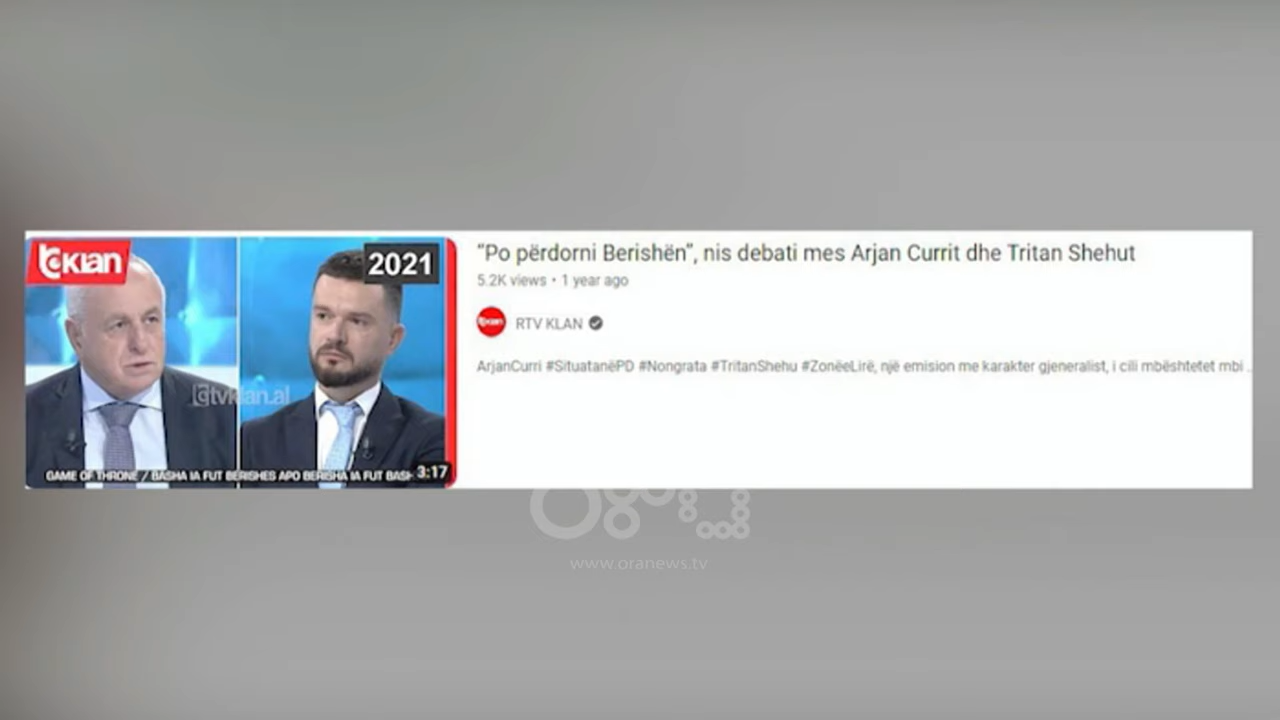 tvKlan
2021
@tvklan.al
GAME OF THRONE / BASHA IA FUT BERISHES APO BERISHA IA FUT BASH
3:17
“Po përdorni Berishën”, nis debati mes Arjan Currit dhe Tritan Shehut
5.2K views • 1 year ago
RTV KLAN
ArjanCurri #SituatanëPD #Nongrata #TritanShehu #ZonëeLirë, një emision me karakter gjeneralist, i cili mbështetet mbi ...
www.oranews.tv